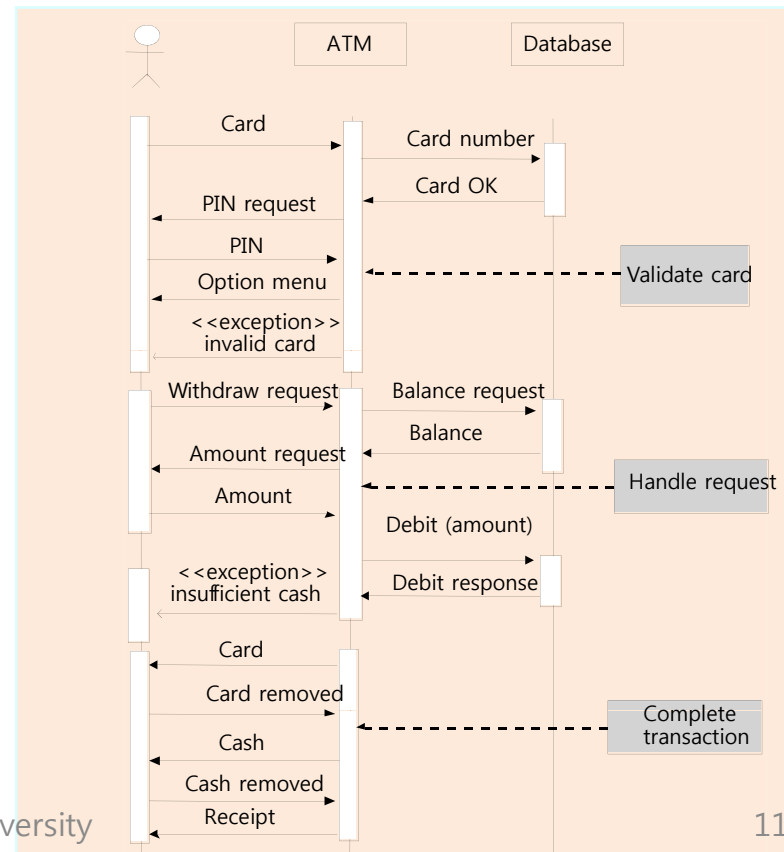 ATM
Database
Card
Card number
Card OK
PIN request
PIN
Validate card
Option menu
<<exception>>
invalid card
Withdraw request
Balance request
Balance
Amount request
Handle request
Amount
Debit (amount)
<<exception>>
Debit response
insufficient cash
Card
Card removed
Complete
transaction
Cash
Cash removed
Receipt
versity
11